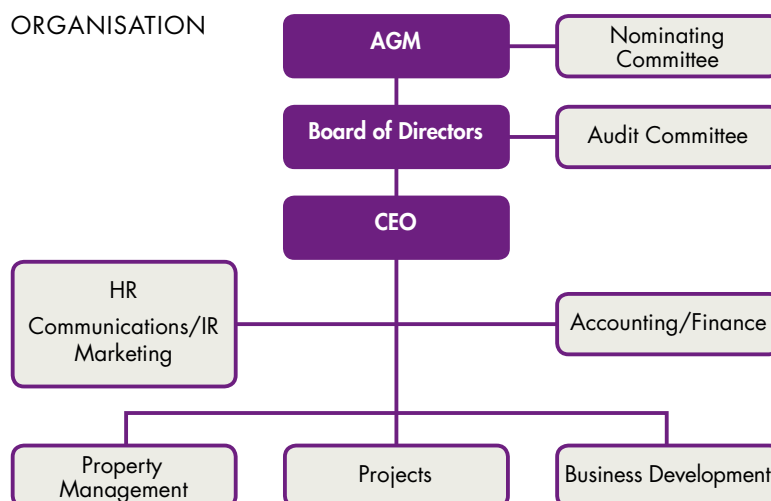 ORGANISATION
AGM
Nominating
Committee
Board of Directors
Audit Committee
CEO
HR
Communications/IR
Marketing
Accounting/Finance
Property
Management
Projects
Business Development